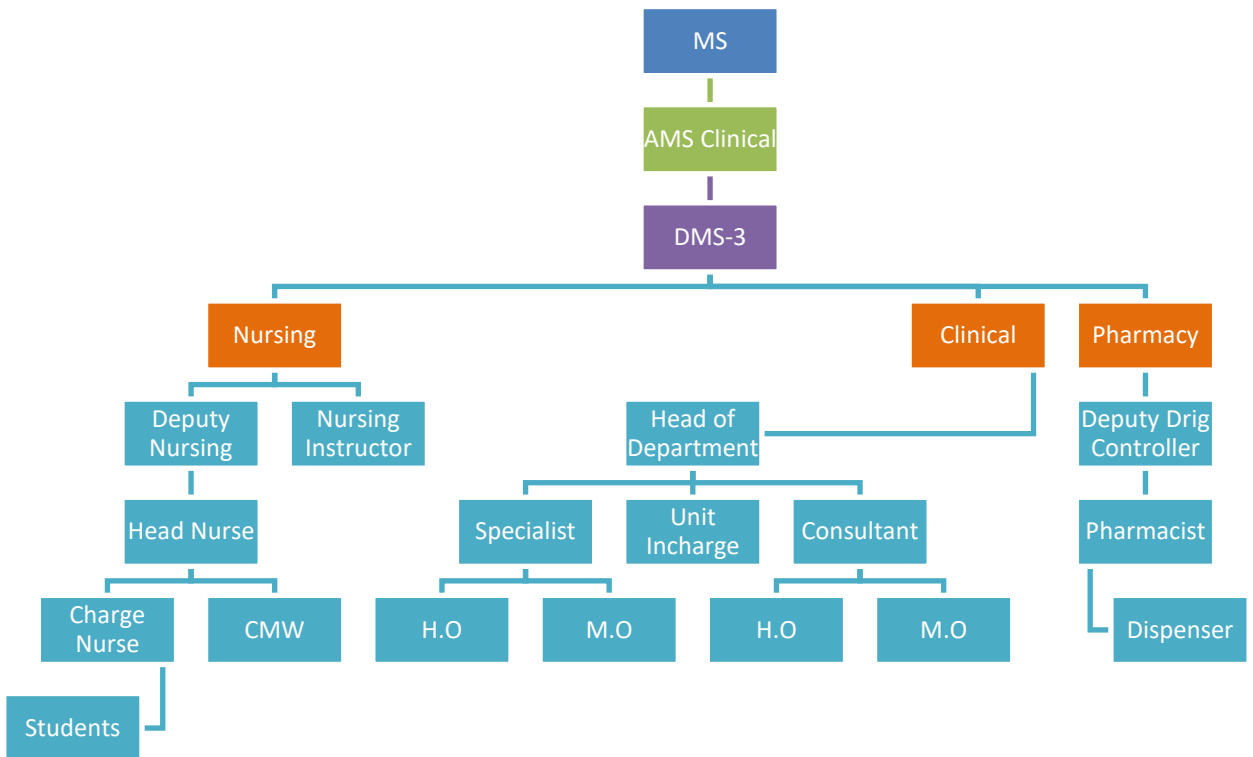 MS
AMS Clinical
DMS-3
Nursing
Clinical
Pharmacy
Deputy
Nursing
Nursing
Instructor
Head of
Department
Deputy Drig
Controller
Head Nurse
Specialist
Unit
Incharge
Consultant
Pharmacist
Charge
Nurse
CMW
H.O
M.O
H.O
M.O
Dispenser
Students